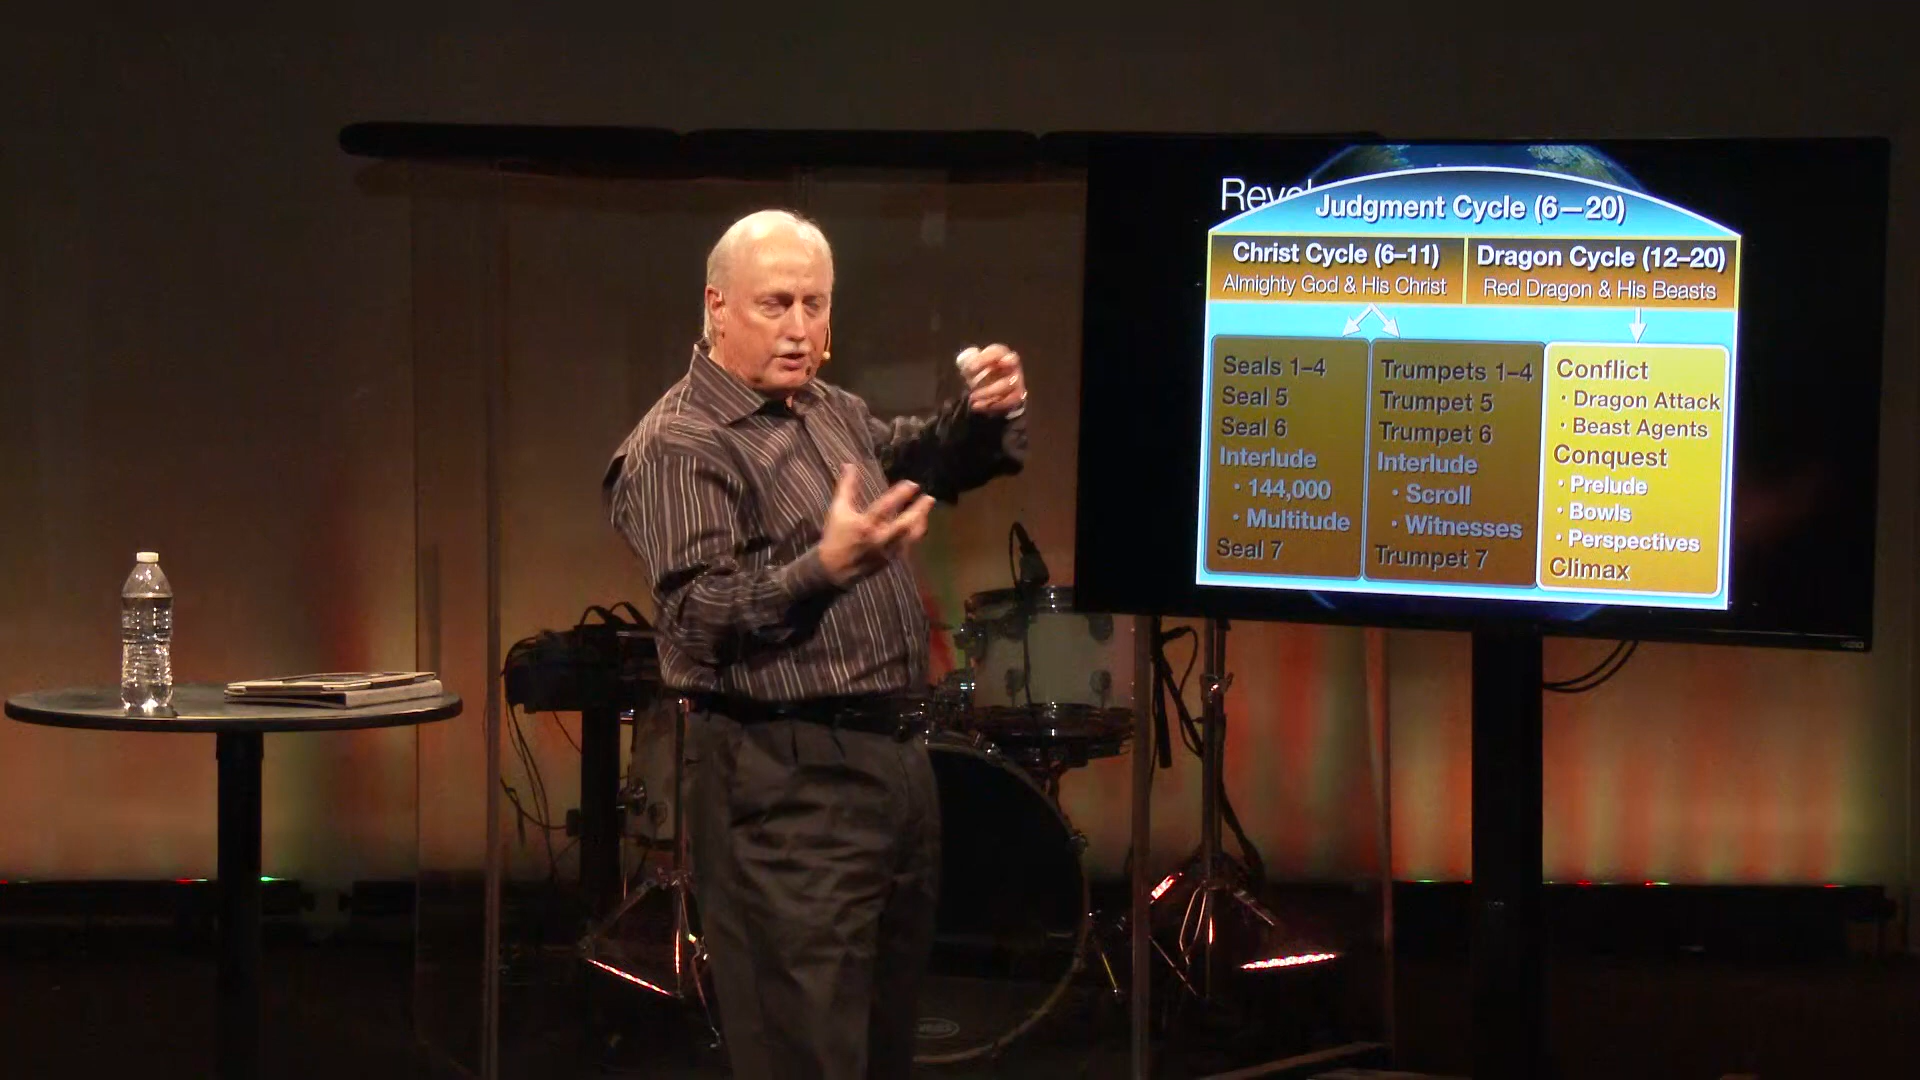 Reve
Judgment Cycle (6—20)
Christ Cycle (6–11)
Almighty God & His Christ
Dragon Cycle (12–20)
Red Dragon & His Beasts
Seals 1–4
Seal 5
Seal 6
Interlude
• 144,000
• Multitude
Seal 7
Trumpets 1–4
Trumpet 5
Trumpet 6
Interlude
• Scroll
• Witnesses
Trumpet 7
Conflict
• Dragon Attack
• Beast Agents
Conquest
• Prelude
• Bowls
• Perspectives
Climax